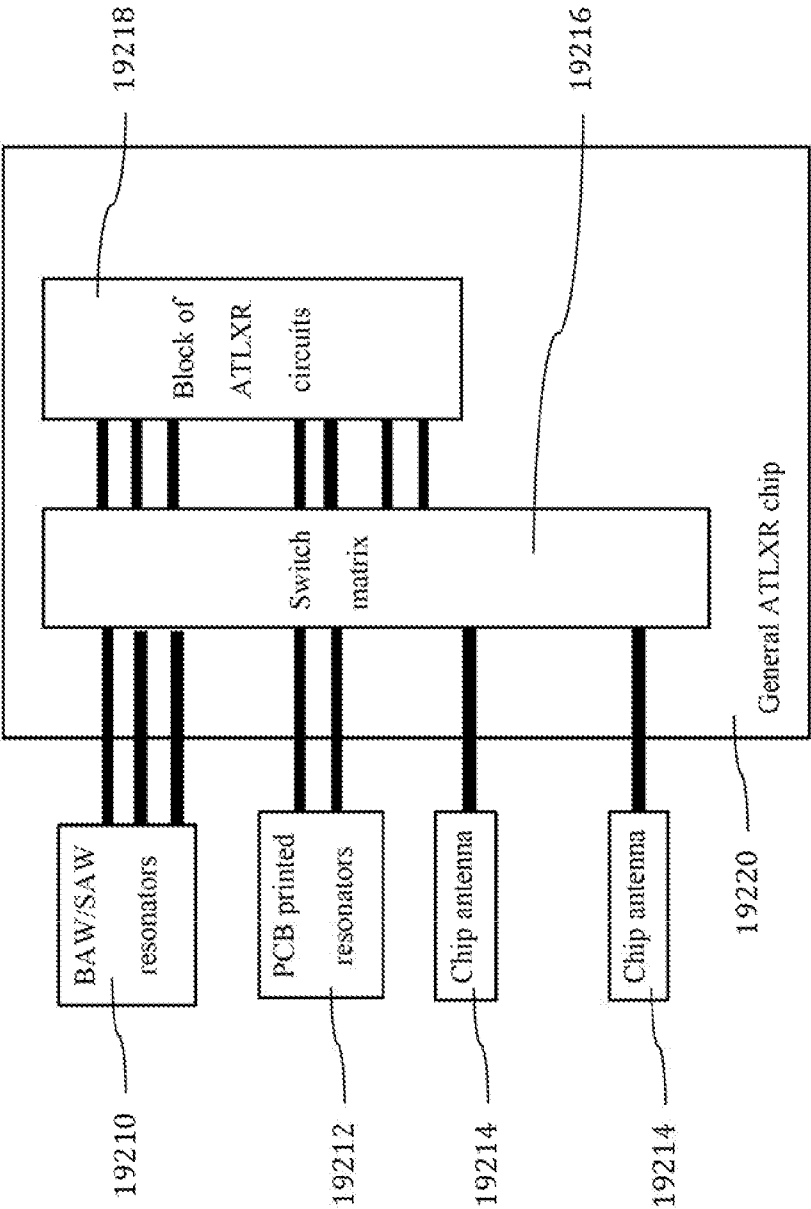 19210
BAW/SAW
resonators
19212
PCB printed
resonators
19214
Chip antenna
19214
Chip antenna
19220
General ATLXR chip
Switch
matrix
19216
Block of
ATLXR
circuits
19218